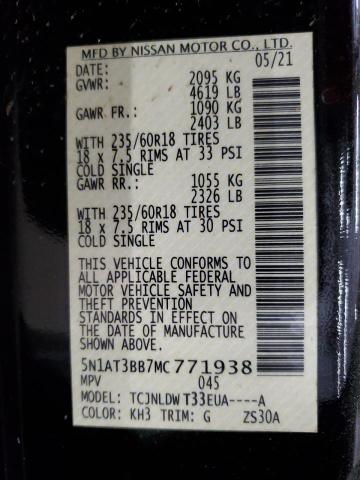 MFD BY NISSAN MOTOR CO., LTD.
DATE: 05/21
GVWR: 2095 KG
4619 LB
GAWR FR.: 1090 KG
2403 LB
WITH 235/60R18 TIRES
18 x 7.5 RIMS AT 33 PSI
COLD SINGLE
GAWR RR.: 1055 KG
2326 LB
WITH 235/60R18 TIRES
18 x 7.5 RIMS AT 30 PSI
COLD SINGLE
THIS VEHICLE CONFORMS TO
ALL APPLICABLE FEDERAL
MOTOR VEHICLE SAFETY AND
THEFT PREVENTION
STANDARDS IN EFFECT ON
THE DATE OF MANUFACTURE
SHOWN ABOVE.
5N1AT3BB7MC771938
MPV 045
MODEL: TCJNLDW T33EUA----A
COLOR: KH3 TRIM: G ZS30A